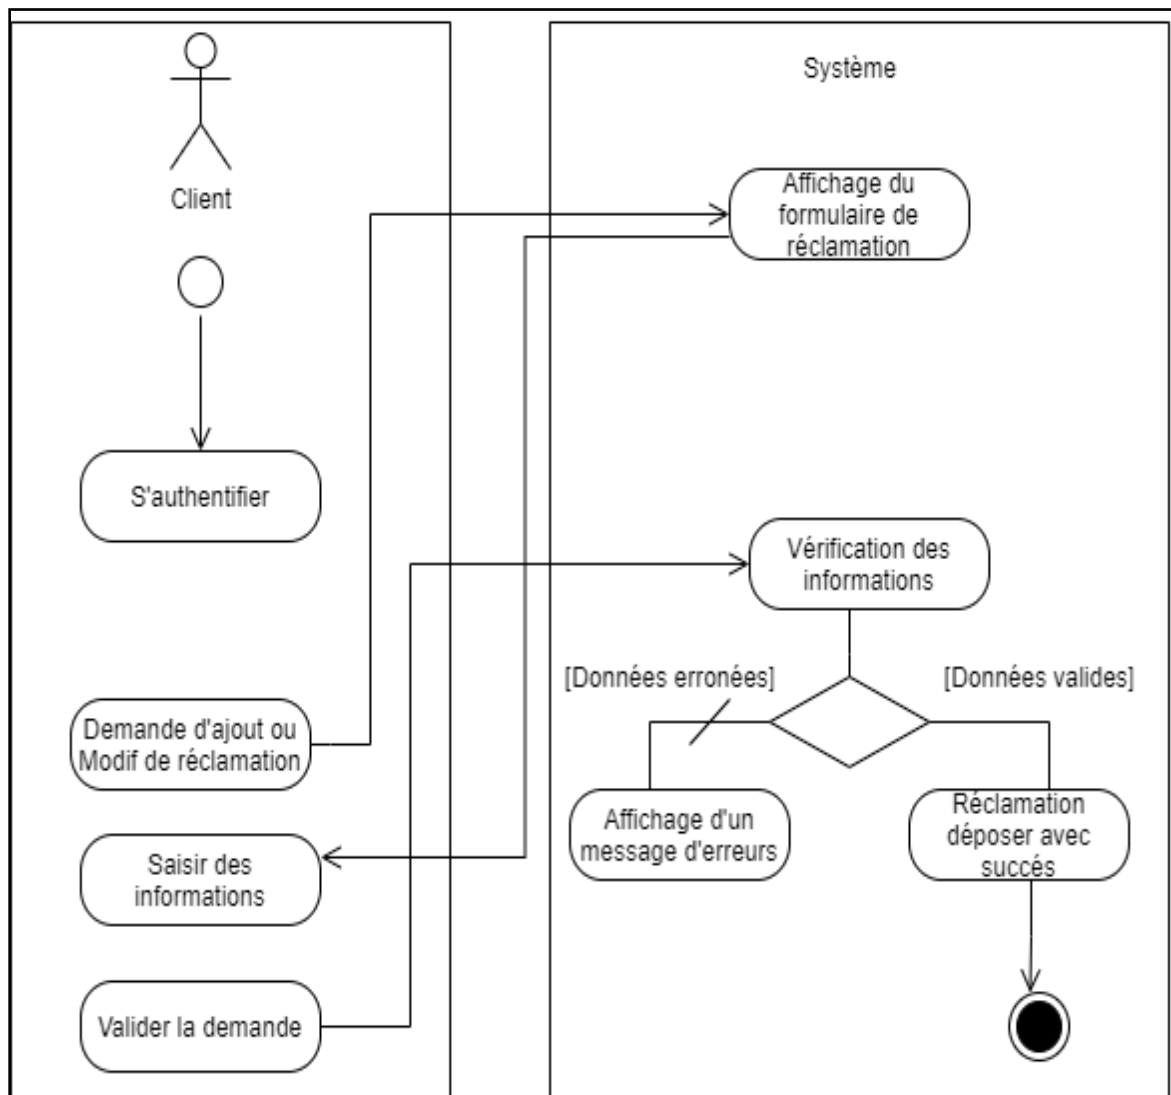 Système
Client
Affichage du
formulaire de
réclamation
S'authentifier
Vérification des
informations
[Données erronées]
[Données valides]
Demande d'ajout ou
Modif de réclamation
Affichage d'un
message d'erreurs
Réclamation
déposer avec
succés
Saisir des
informations
Valider la demande